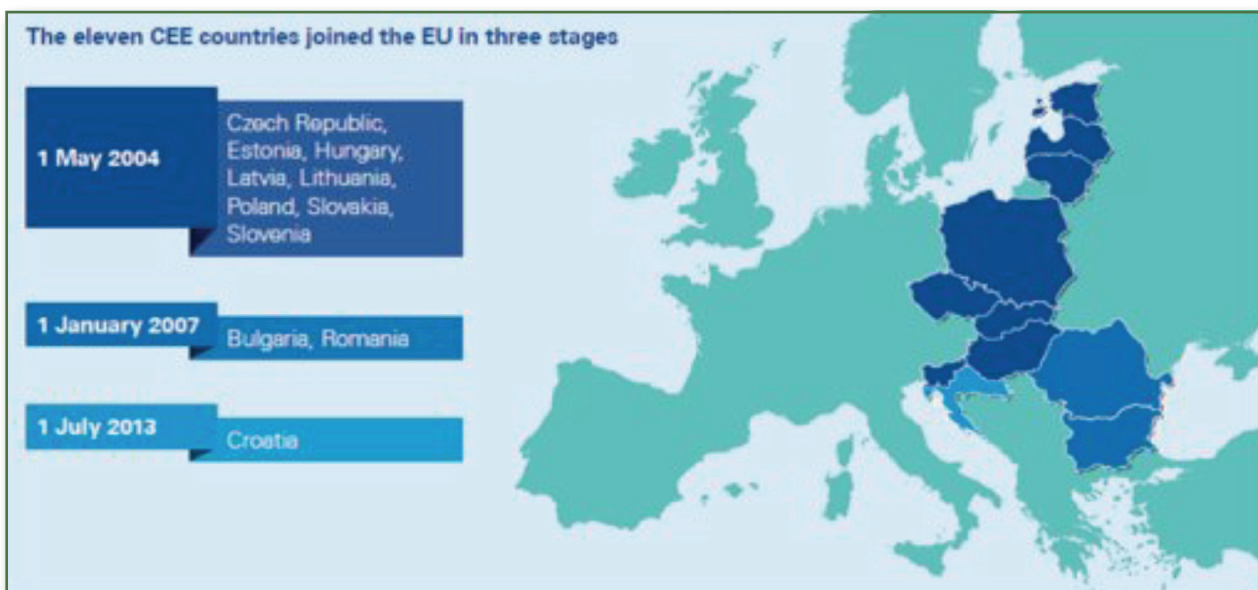 The eleven CEE countries joined the EU in three stages
1 May 2004
Czech Republic,
Estonia, Hungary,
Latvia, Lithuania,
Poland, Slovakia,
Slovenia
1 January 2007
Bulgaria, Romania
1 July 2013
Croatia